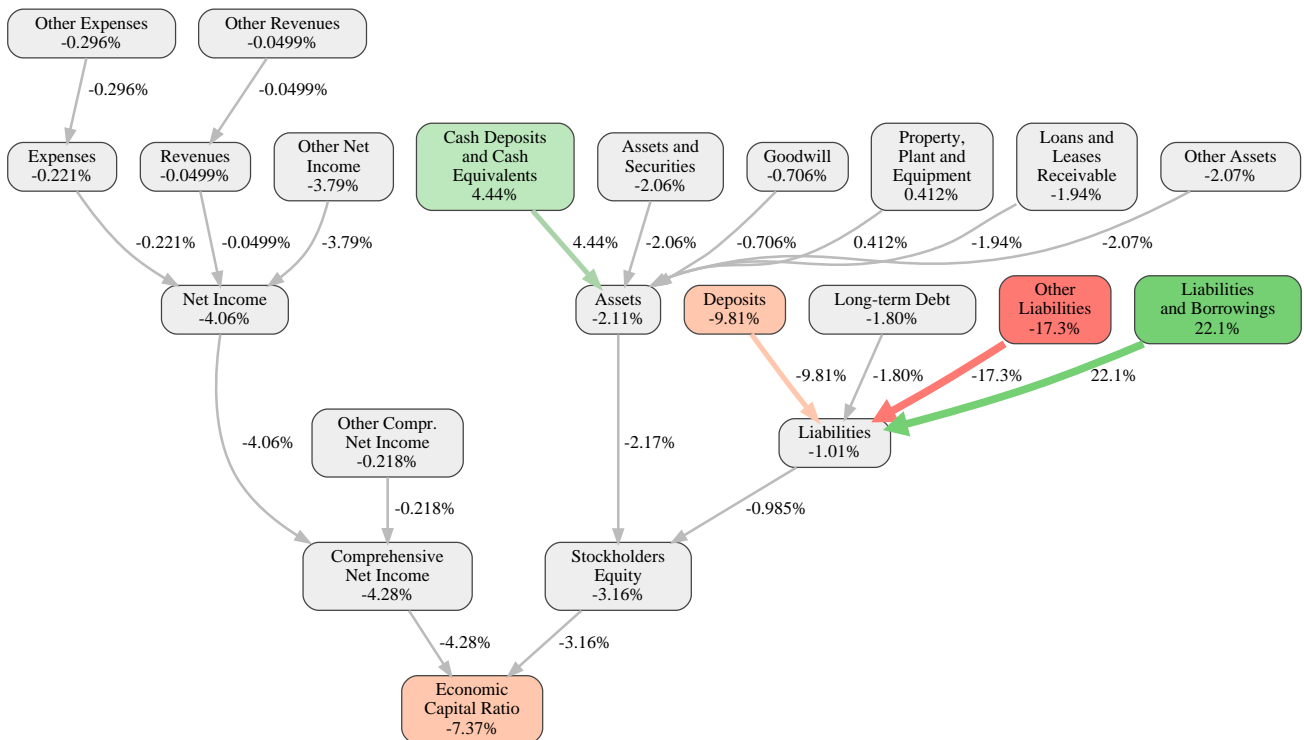 Other Expenses
-0.296%
Other Revenues
-0.0499%
-0.296%
-0.0499%
Expenses
-0.221%
Revenues
-0.0499%
Other Net
Income
-3.79%
Cash Deposits
and Cash
Equivalents
4.44%
Assets and
Securities
-2.06%
Goodwill
-0.706%
Property,
Plant and
Equipment
0.412%
Loans and
Leases
Receivable
-1.94%
Other Assets
-2.07%
-0.221%
-0.0499%
-3.79%
4.44%
-2.06%
-0.706%
0.412%
-1.94%
-2.07%
Net Income
-4.06%
Assets
-2.11%
Deposits
-9.81%
Long-term Debt
-1.80%
Other
Liabilities
-17.3%
Liabilities
and Borrowings
22.1%
-9.81%
-1.80%
-17.3%
22.1%
-4.06%
Other Compr.
Net Income
-0.218%
-2.17%
Liabilities
-1.01%
-0.218%
-0.985%
Comprehensive
Net Income
-4.28%
Stockholders
Equity
-3.16%
-4.28%
-3.16%
Economic
Capital Ratio
-7.37%